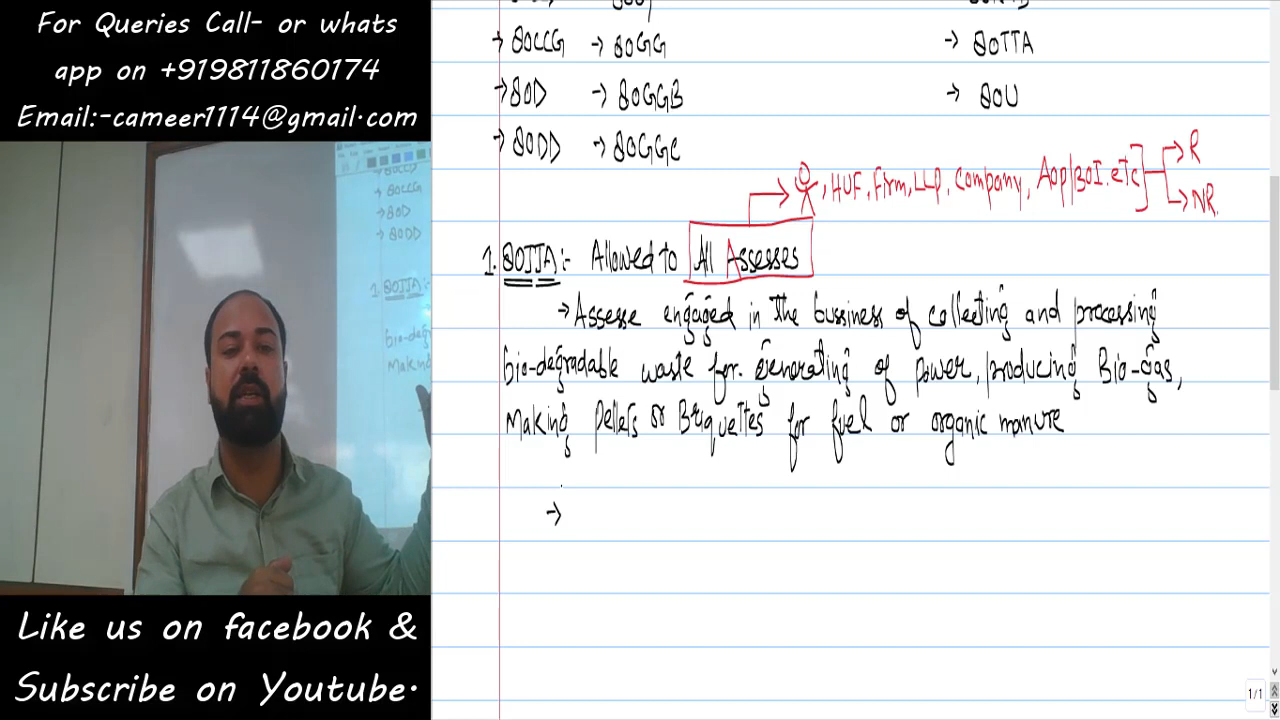 For Queries Call- or whats
app on +919811860174
Email:-cameer1114@gmail.com
→ 80CCG → 80GG → 80TTA
→ 80D → 80GGB → 80U
→ 80DD → 80GGC
, HUF, Firm, LLP, Company, Aop/BOI. etc] → R
→ NR.
1. 80JJA:- Allowed to All Assesses
→ Assesse engaged in the bussiness of collecting and processing
bio-degradable waste for generating of power, producing Bio-gas,
Making Pellets or Briquettes for fuel or organic manure
→
Like us on facebook &
Subscribe on Youtube.
1/1